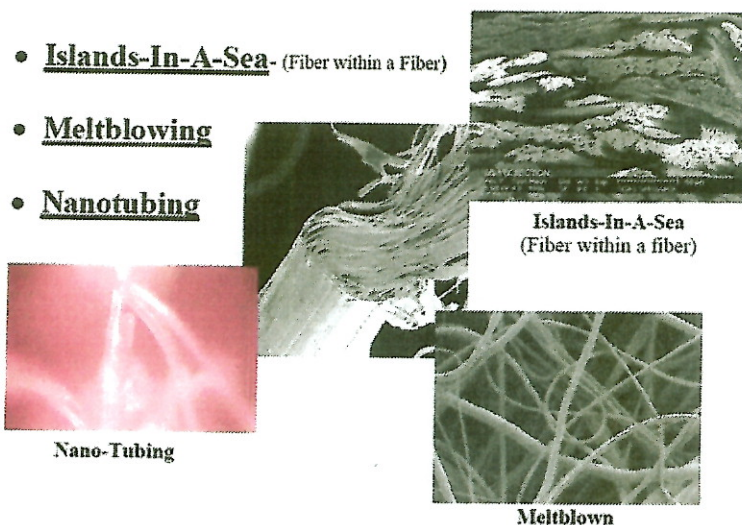 • Islands-In-A-Sea- (Fiber within a Fiber)
• Meltblowing
• Nanotubing
Islands-In-A-Sea
(Fiber within a fiber)
Nano-Tubing
Meltblown